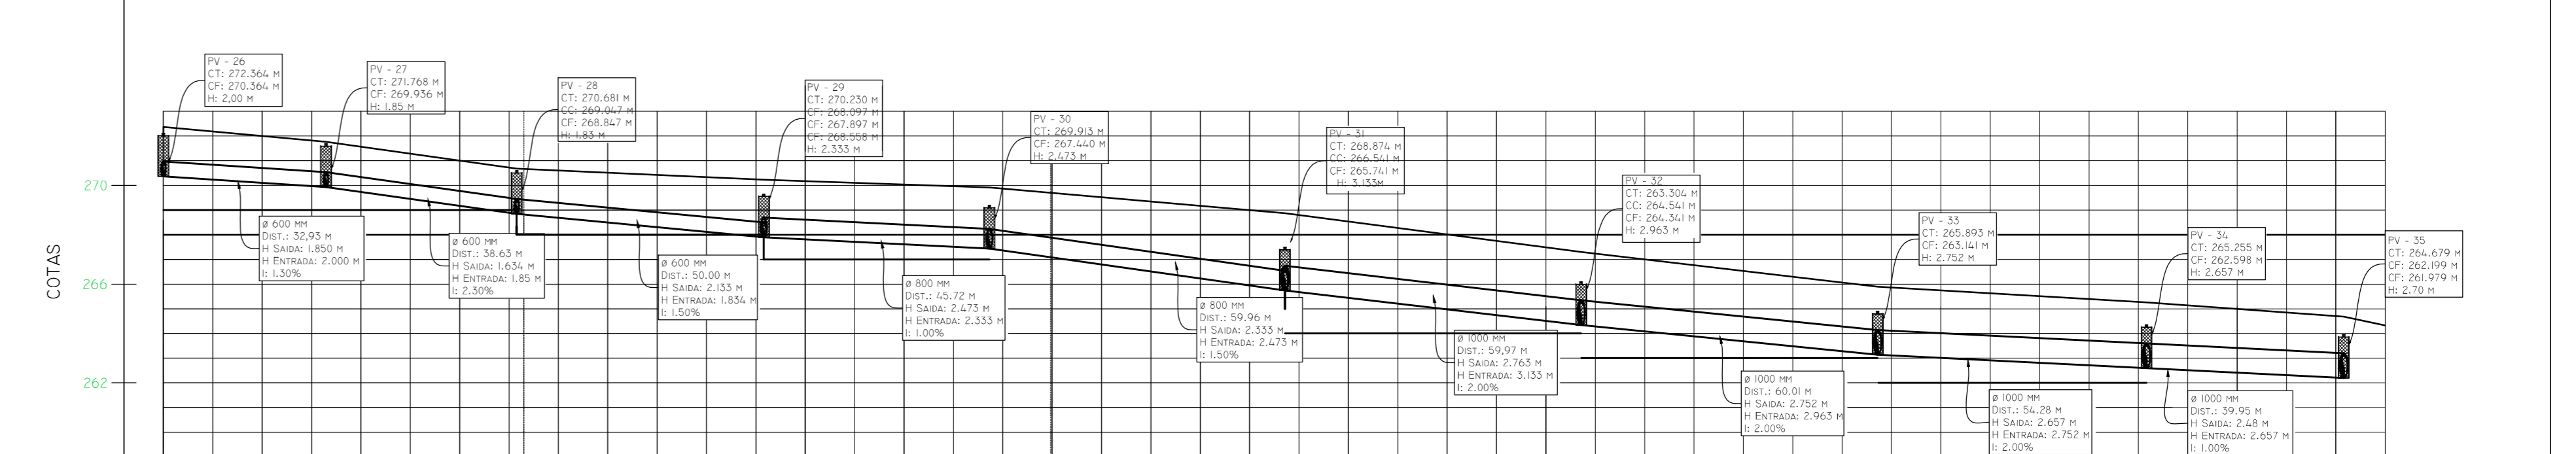 PV - 26
CT: 272.364 M
CF: 270.364 M
H: 2,00 M
PV - 27
CT: 271.768 M
CF: 269.936 M
H: 1.85 M
PV - 28
CT: 270.681 M
CC: 269.047 M
CF: 268.847 M
H: 1.83 M
PV - 29
CT: 270.230 M
CF: 268.097 M
CF: 267.897 M
CF: 268.558 M
H: 2.333 M
PV - 30
CT: 269.913 M
CF: 267.440 M
H: 2.473 M
PV - 31
CT: 268.874 M
CC: 266.541 M
CF: 265.741 M
H: 3.133M
PV - 32
CT: 263.304 M
CC: 264.541 M
CF: 264.341 M
H: 2.963 M
PV - 33
CT: 265.893 M
CF: 263.141 M
H: 2.752 M
PV - 34
CT: 265.255 M
CF: 262.598 M
H: 2.657 M
PV - 35
CT: 264.679 M
CF: 262.199 M
CF: 261.979 M
H: 2.70 M
COTAS
270
266
262
Ø 600 MM
DIST.: 32,93 M
H SAIDA: 1.850 M
H ENTRADA: 2.000 M
I: 1.30%
Ø 600 MM
DIST.: 38.63 M
H SAIDA: 1.634 M
H ENTRADA: 1.85 M
I: 2.30%
Ø 600 MM
DIST.: 50.00 M
H SAIDA: 2.133 M
H ENTRADA: 1.834 M
I: 1.50%
Ø 800 MM
DIST.: 45.72 M
H SAIDA: 2.473 M
H ENTRADA: 2.333 M
I: 1.00%
Ø 800 MM
DIST.: 59.96 M
H SAIDA: 2.333 M
H ENTRADA: 2.473 M
I: 1.50%
Ø 1000 MM
DIST.: 59,97 M
H SAIDA: 2.763 M
H ENTRADA: 3.133 M
I: 2.00%
Ø 1000 MM
DIST.: 60.01 M
H SAIDA: 2.752 M
H ENTRADA: 2.963 M
I: 2.00%
Ø 1000 MM
DIST.: 54.28 M
H SAIDA: 2.657 M
H ENTRADA: 2.752 M
I: 2.00%
Ø 1000 MM
DIST.: 39.95 M
H SAIDA: 2.48 M
H ENTRADA: 2.657 M
I: 1.00%